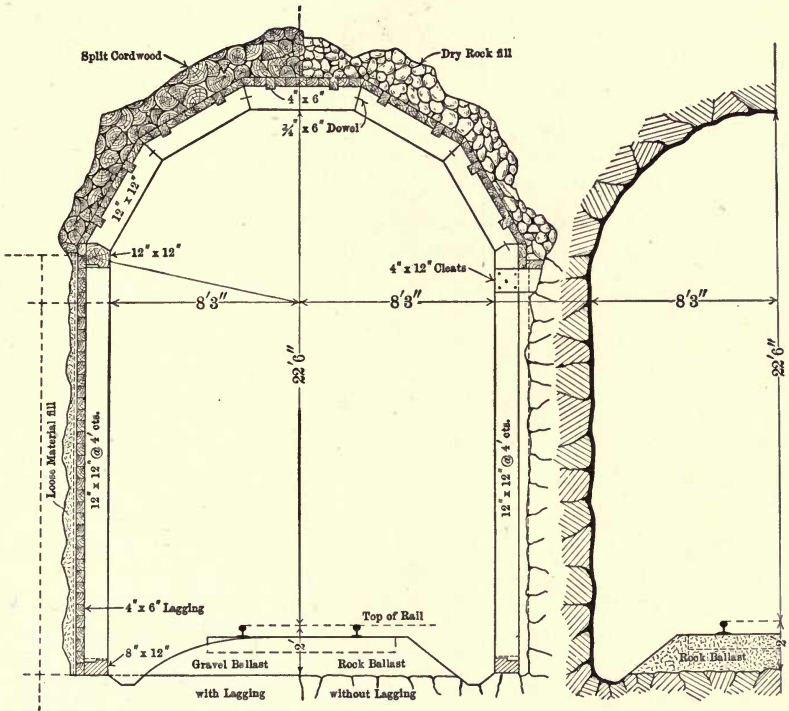 Split Cordwood
Dry Rock fill
4" x 6"
¾" x 6" Dowel
12" x 12"
12" x 12"
4" x 12" Cleats
8'3"
8'3"
8'3"
22'6"
22'6"
Loose Material fill
12" x 12" @ 4' cts.
12" x 12" @ 4' cts.
4" x 6" Lagging
Top of Rail
8" x 12"
2'
2'
Gravel Bellast
Rock Ballast
Rock Ballast
with Lagging
without Lagging